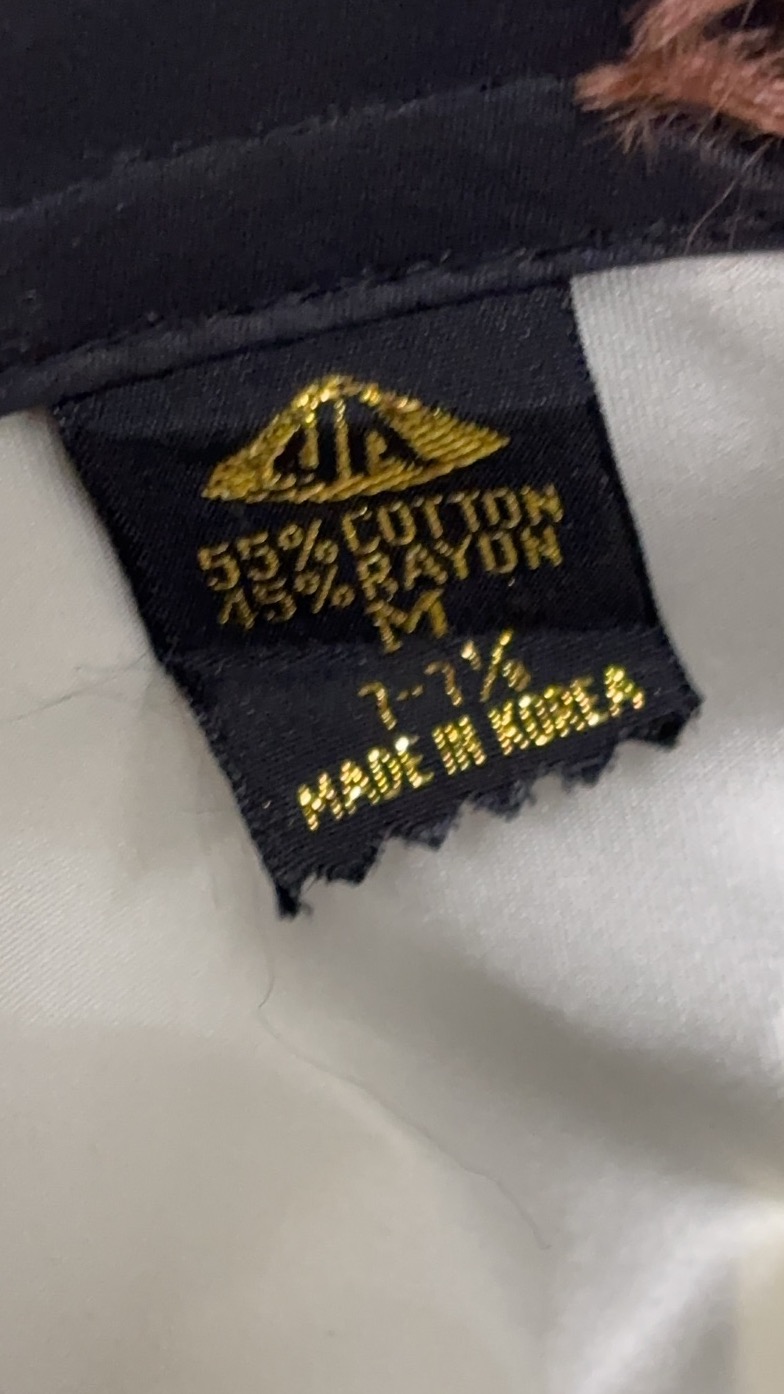 55% COTTON
45% RAYON
M
7-7⅛
MADE IN KOREA